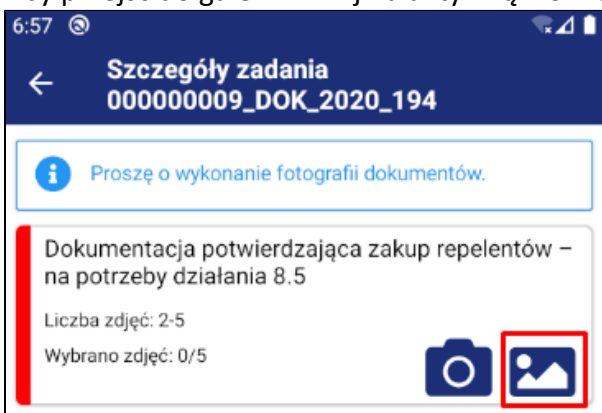 6:57
Szczegóły zadania
000000009_DOK_2020_194
Proszę o wykonanie fotografii dokumentów.
Dokumentacja potwierdzająca zakup repelentów –
na potrzeby działania 8.5
Liczba zdjęć: 2-5
Wybrano zdjęć: 0/5